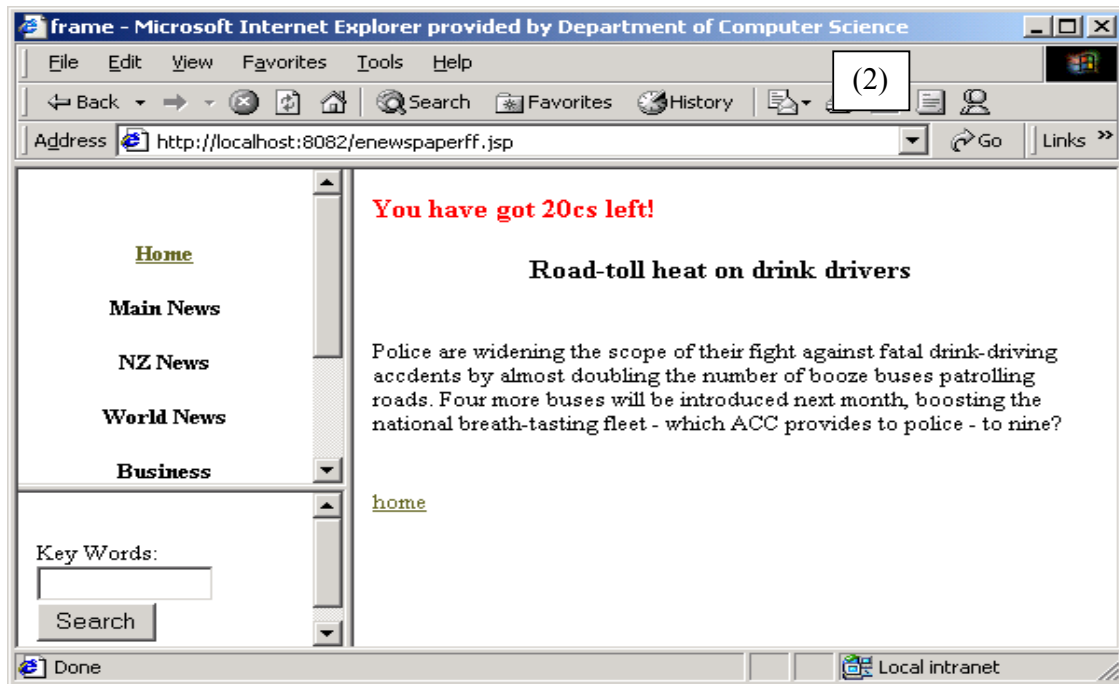 frame - Microsoft Internet Explorer provided by Department of Computer Science
File Edit View Favorites Tools Help
(2)
Back Search Favorites History
Address http://localhost:8082/enewspaperff.jsp Go Links »
Home
Main News
NZ News
World News
Business
Key Words:
Search
You have got 20cs left!
Road-toll heat on drink drivers
Police are widening the scope of their fight against fatal drink-driving
accdents by almost doubling the number of booze buses patrolling
roads. Four more buses will be introduced next month, boosting the
national breath-tasting fleet - which ACC provides to police - to nine?
home
Done Local intranet